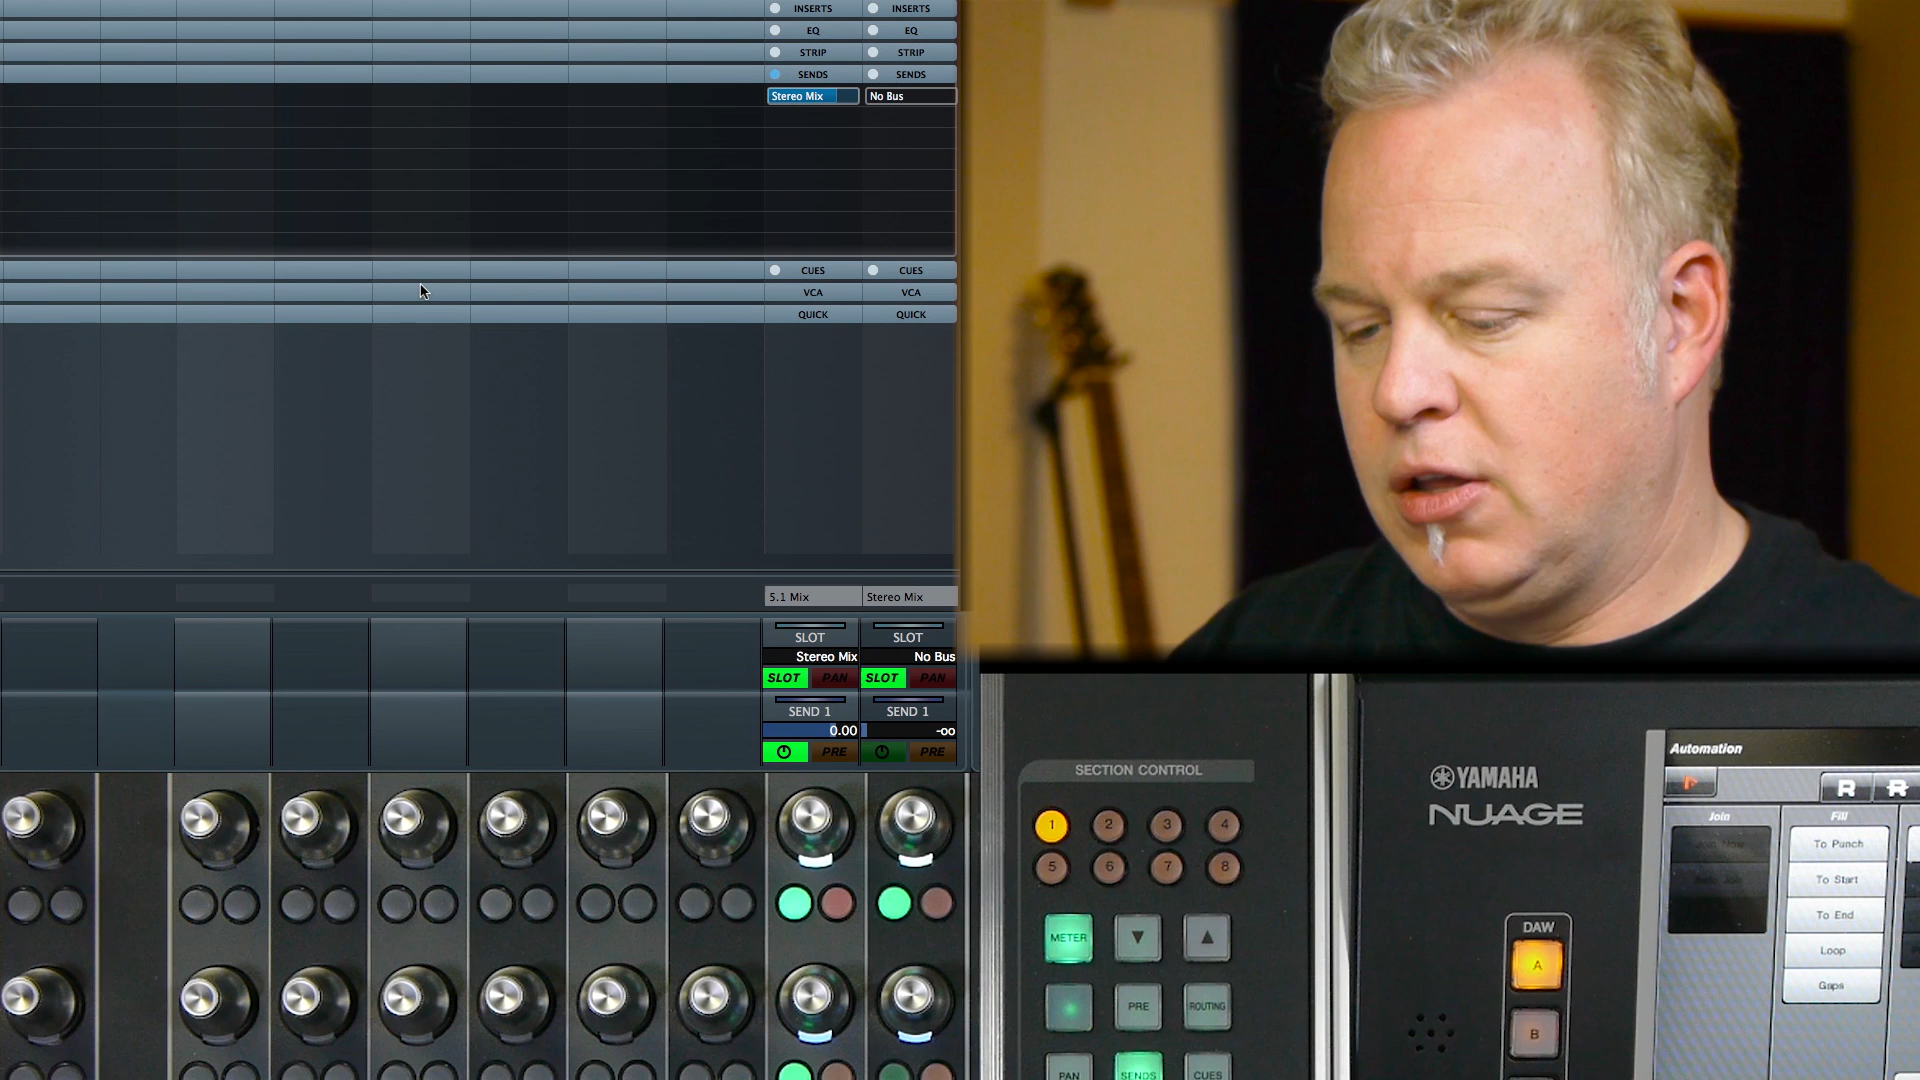 INSERTS INSERTS
EQ EQ
STRIP STRIP
SENDS SENDS
Stereo Mix No Bus
CUES CUES
VCA VCA
QUICK QUICK
5.1 Mix Stereo Mix
SLOT SLOT
Stereo Mix No Bus
SLOT PAN SLOT PAN
SEND 1 SEND 1
0.00 -oo
PRE PRE
SECTION CONTROL
1 2 3 4
5 6 7 8
METER
PRE ROUTING
PAN SENDS CUES
YAMAHA
NUAGE
DAW
A
B
Automation
R R
Join Fill
To Punch
To Start
To End
Loop
Gaps